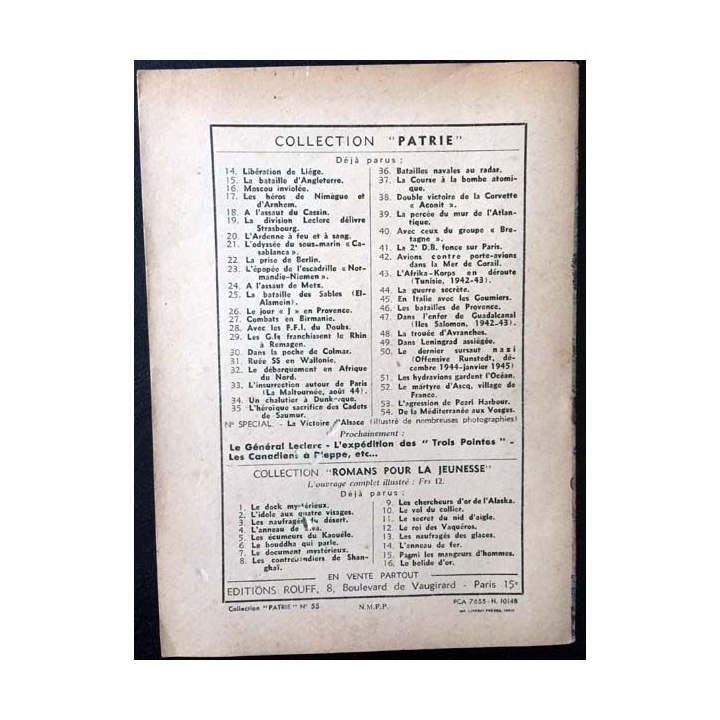 COLLECTION "PATRIE"
Déjà parus :
14. Libération de Liége.
15. La bataille d'Angleterre.
16. Moscou inviolée.
17. Les héros de Nimègue et
d'Arnhem.
18. A l'assaut du Cassin.
19. La division Leclerc délivre
Strasbourg.
20. L'Ardenne à feu et à sang.
21. L'odyssée du sous-marin « Ca-
sablanca ».
22. La prise de Berlin.
23. L'épopée de l'escadrille « Nor-
mandie-Niemen ».
24. A l'assaut de Metz.
25. La bataille des Sables (El-
Alamein).
26. Le jour « J » en Provence.
27. Combats en Birmanie.
28. Avec les F.F.I. du Doubs.
29. Les G.Is franchissent le Rhin
à Remagen.
30. Dans la poche de Colmar.
31. Ruée SS en Wallonie.
32. Le débarquement en Afrique
du Nord.
33. L'insurrection autour de Paris
(La Maltournée, août 44).
34. Un chalutier à Dunkerque.
35 L'héroïque sacrifice des Cadets
de Saumur.
36. Batailles navales au radar.
37. La Course à la bombe atomi-
que.
38. Double victoire de la Corvette
« Aconit ».
39. La percée du mur de l'Atlan-
tique.
40. Avec ceux du groupe « Bre-
tagne ».
41. La 2e D.B. fonce sur Paris.
42. Avions contre porte-avions
dans la Mer de Corail.
43. L'Afrika-Korps en déroute
(Tunisie, 1942-43).
44. La guerre secrète.
45. En Italie avec les Goumiers.
46. Les batailles de Provence.
47. Dans l'enfer de Guadalcanal
(Iles Salomon, 1942-43).
48. La trouée d'Avranches.
49. Dans Leningrad assiégée.
50. Le dernier sursaut nazi
(Offensive Runstedt, dé-
cembre 1944-janvier 1945)
51. Les hydravions gardent l'Océan.
52. Le martyre d'Ascq, village de
France.
53. L'agression de Pearl Harbour.
54. De la Méditerranée aux Vosges.
N° SPECIAL. - La Victoire d'Alsace (illustré de nombreuses photographies)
Prochainement :
Le Général Leclerc - L'expédition des " Trois Pointes " -
Les Canadiens à Dieppe, etc...
COLLECTION "ROMANS POUR LA JEUNESSE"
L'ouvrage complet illustré : Frs 12.
Déjà parus :
1. Le dock mystérieux.
2. L'idole aux quatre visages.
3. Les naufragés du désert.
4. L'anneau de
5. Les écumeurs du Kaouélo.
6. Le bouddha qui parle.
7. Le document mystérieux.
8. Les contrebandiers de Shan-
ghaï.
9. Les chercheurs d'or de l'Alaska.
10. Le vol du collier.
11. Le secret du nid d'aigle.
12. Le roi des Vaquéros.
13. Les naufragés des glaces.
14. L'anneau de fer.
15. Pagmi les mangeurs d'hommes.
16. Le bolide d'or.
EN VENTE PARTOUT
EDITIONS ROUFF, 8, Boulevard de Vaugirard - Paris 15e
Collection "PATRIE" N° 55 N.M.P.P. PCA 7655 - N. 10148